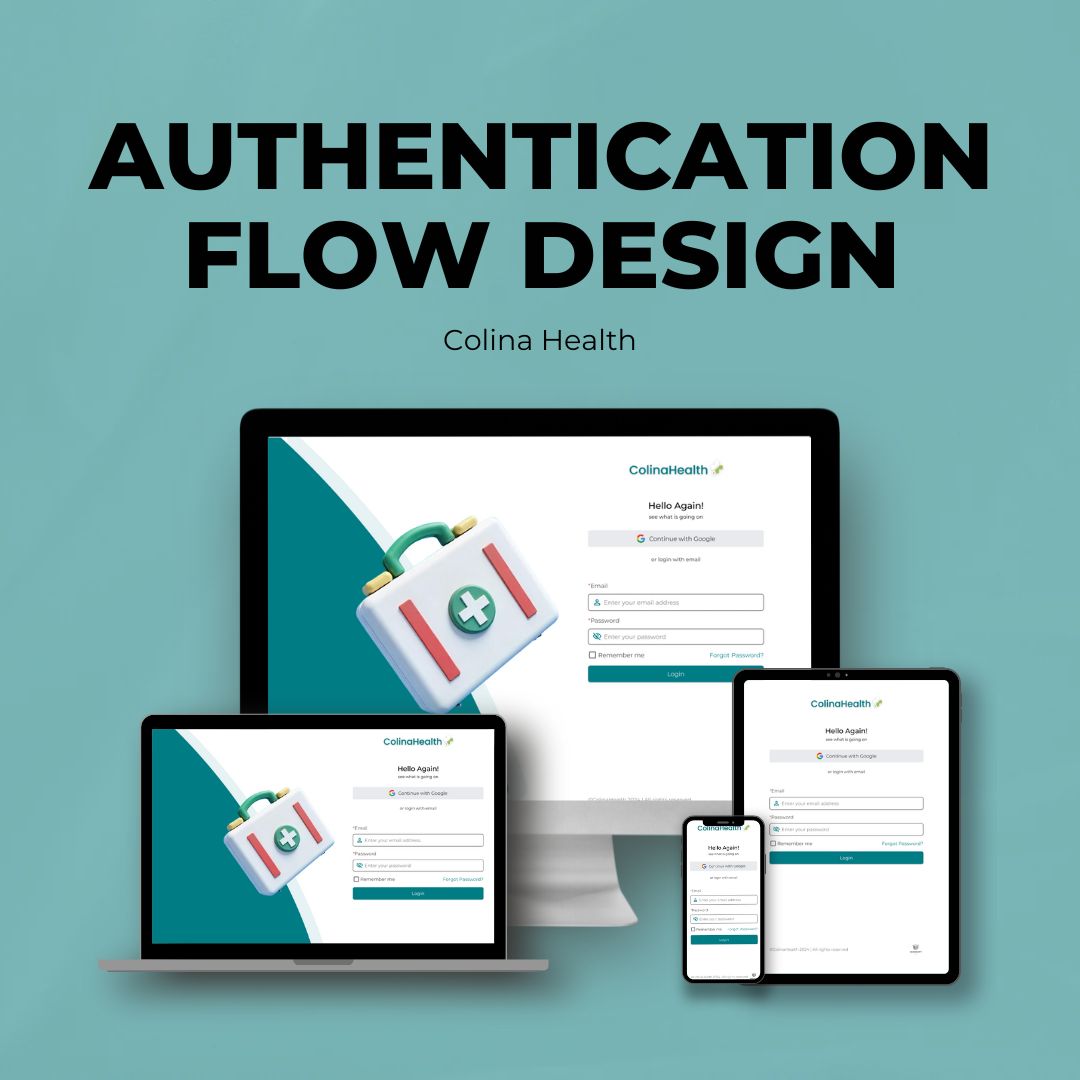 AUTHENTICATION
FLOW DESIGN
Colina Health
ColinaHealth
Hello Again!
see what is going on
Continue with Google
or login with email
*Email
Enter your email address
*Password
Enter your password
Remember me Forgot Password?
Login
©ColinaHealth 2024 | All rights reserved
ColinaHealth
Hello Again!
see what is going on
Continue with Google
or login with email
*Email
Enter your email address
*Password
Enter your password
Remember me Forgot Password?
Login
ColinaHealth
Hello Again!
see what is going on
Continue with Google
or login with email
*Email
Enter your email address
*Password
Enter your password
Remember me Forgot Password?
Login
©ColinaHealth 2024 | All rights reserved
ColinaHealth
Hello Again!
see what is going on
Continue with Google
or login with email
*Email
Enter your email address
*Password
Enter your password
Remember me Forgot Password?
Login